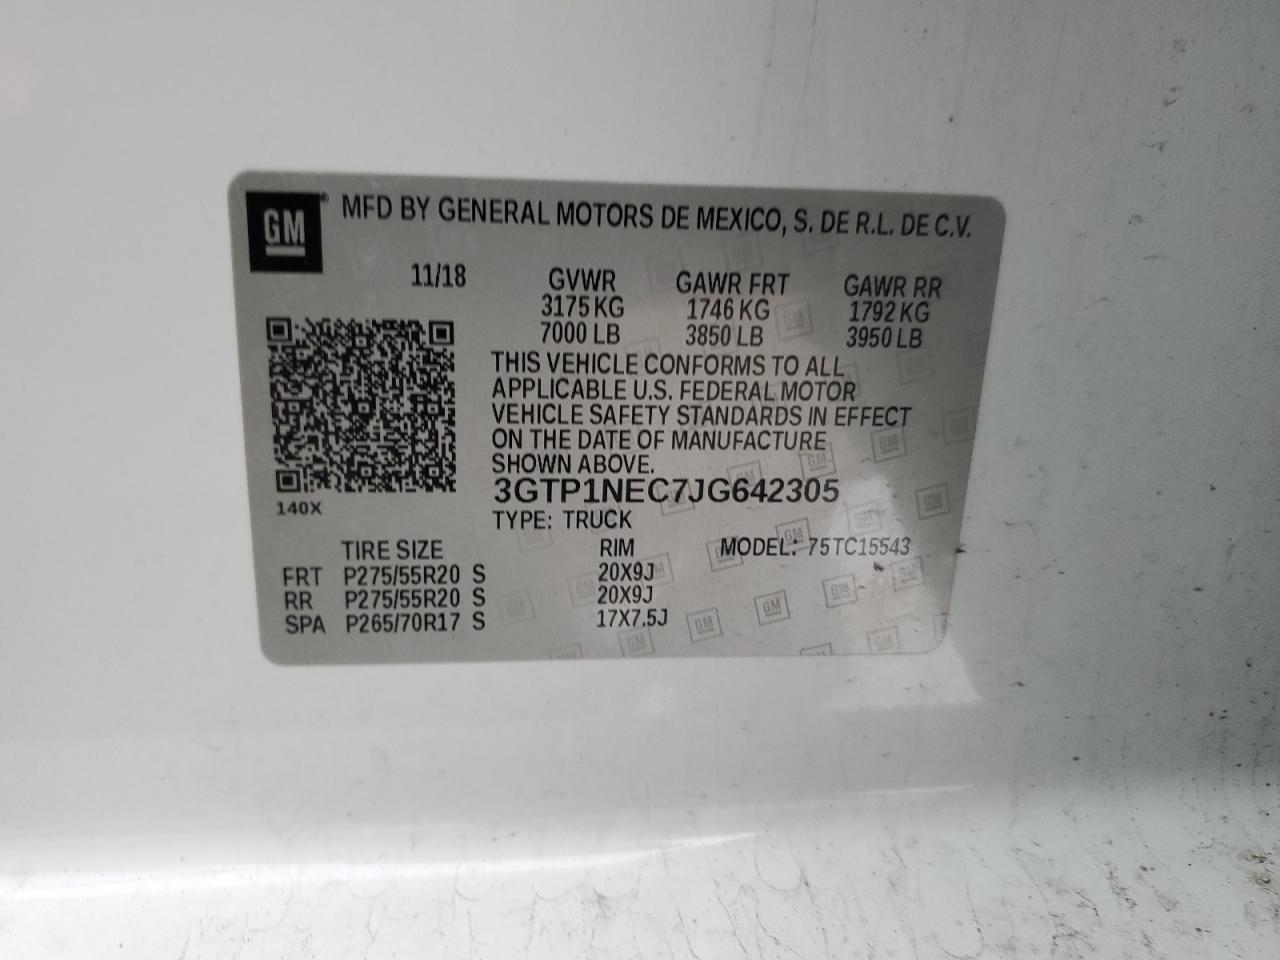 GM® MFD BY GENERAL MOTORS DE MEXICO, S. DE R.L. DE C.V.
11/18 GVWR GAWR FRT GAWR RR
3175 KG 1746 KG 1792 KG
7000 LB 3850 LB 3950 LB
THIS VEHICLE CONFORMS TO ALL
APPLICABLE U.S. FEDERAL MOTOR
VEHICLE SAFETY STANDARDS IN EFFECT
ON THE DATE OF MANUFACTURE
SHOWN ABOVE.
3GTP1NEC7JG642305
140X
TYPE: TRUCK
TIRE SIZE RIM MODEL: 75TC15543
FRT P275/55R20 S 20X9J
RR P275/55R20 S 20X9J
SPA P265/70R17 S 17X7.5J